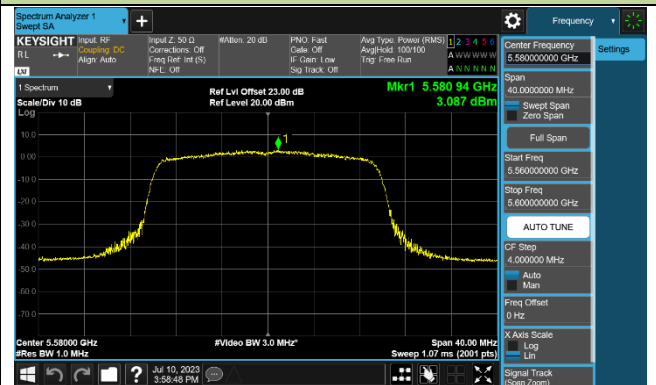 Spectrum Analyzer 1
Swept SA
Frequency
KEYSIGHT
RL
LXI
Input: RF
Coupling: DC
Align: Auto
Input Z: 50 Ω
Corrections: Off
Freq Ref: Int (S)
NFE: Off
#Atten: 20 dB
PNO: Fast
Gate: Off
IF Gain: Low
Sig Track: Off
Avg Type: Power (RMS)
Avg|Hold: 100/100
Trig: Free Run
1 2 3 4 5 6
A W W W W W
A N N N N N
1 Spectrum
Scale/Div 10 dB
Log
Ref Lvl Offset 23.00 dB
Ref Level 20.00 dBm
Mkr1 5.580 94 GHz
3.087 dBm
1
10.0
0.00
-10.0
-20.0
-30.0
-40.0
-50.0
-60.0
-70.0
Center 5.58000 GHz
#Res BW 1.0 MHz
#Video BW 3.0 MHz*
Span 40.00 MHz
Sweep 1.07 ms (2001 pts)
Jul 10, 2023
3:58:48 PM
Center Frequency
5.580000000 GHz
Settings
Span
40.0000000 MHz
Swept Span
Zero Span
Full Span
Start Freq
5.560000000 GHz
Stop Freq
5.600000000 GHz
AUTO TUNE
CF Step
4.000000 MHz
Auto
Man
Freq Offset
0 Hz
X Axis Scale
Log
Lin
Signal Track
(Span Zoom)